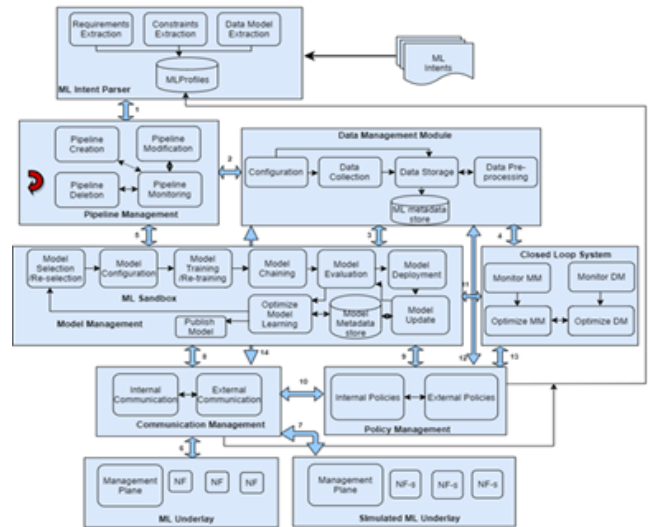 Requirements
Extraction
Constraints
Extraction
Data Model
Extraction
MLProfiles
ML Intent Parser
ML
Intents
1
Pipeline
Creation
Pipeline
Modification
Pipeline
Deletion
Pipeline
Monitoring
Pipeline Management
2
Data Management Module
Configuration
Data
Collection
Data Storage
Data Pre-
processing
ML metadata
store
5
3
4
Model
Selection
/Re-selection
Model
Configuration
Model
Training
/Re-training
Model
Chaining
Model
Evaluation
Model
Deployment
ML Sandbox
Optimize
Model
Learning
Model
Metadata
store
Model
Update
Publish
Model
Model Management
11
Closed Loop System
Monitor MM
Monitor DM
Optimize MM
Optimize DM
8
14
9
12
13
Internal
Communication
External
Communication
Communication Management
10
Internal Policies
External Policies
Policy Management
6
7
Management
Plane
NF
NF
NF
ML Underlay
Management
Plane
NF-s
NF-s
NF-s
Simulated ML Underlay